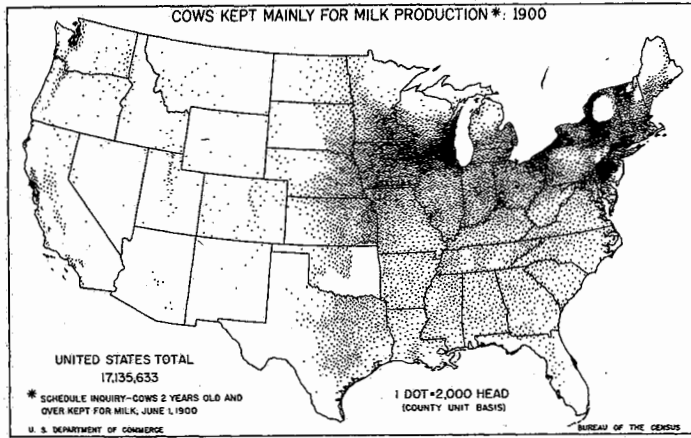 COWS KEPT MAINLY FOR MILK PRODUCTION*: 1900
UNITED STATES TOTAL
17,135,633
* SCHEDULE INQUIRY-COWS 2 YEARS OLD AND
OVER KEPT FOR MILK, JUNE 1, 1900
U. S. DEPARTMENT OF COMMERCE
1 DOT=2,000 HEAD
(COUNTY UNIT BASIS)
BUREAU OF THE CENSUS